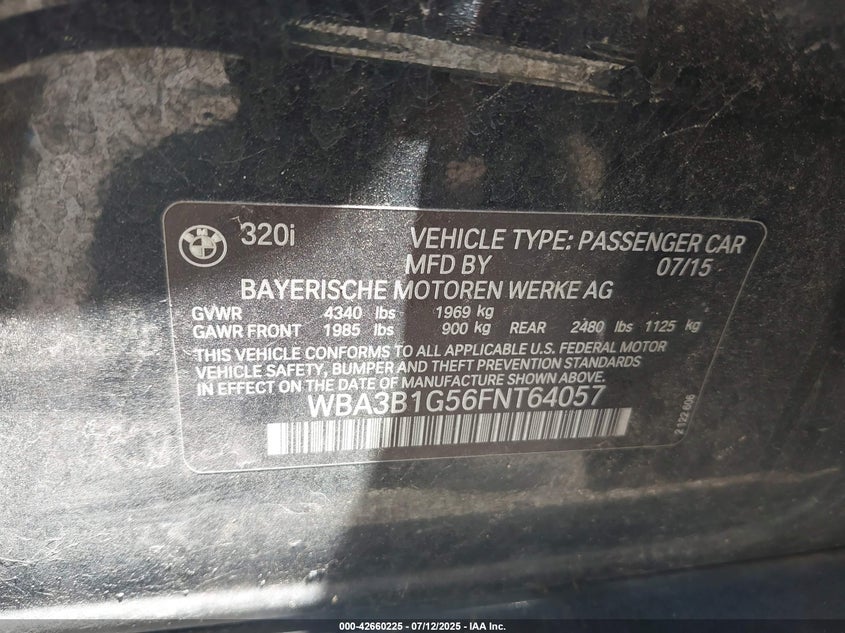 BMW 320i VEHICLE TYPE: PASSENGER CAR
MFD BY 07/15
BAYERISCHE MOTOREN WERKE AG
GVWR 4340 lbs 1969 kg
GAWR FRONT 1985 lbs 900 kg REAR 2480 lbs 1125 kg
THIS VEHICLE CONFORMS TO ALL APPLICABLE U.S. FEDERAL MOTOR
VEHICLE SAFETY, BUMPER AND THEFT PREVENTION STANDARDS
IN EFFECT ON THE DATE OF MANUFACTURE SHOWN ABOVE.
WBA3B1G56FNT64057
000-42660225 - 07/12/2025 - IAA Inc.